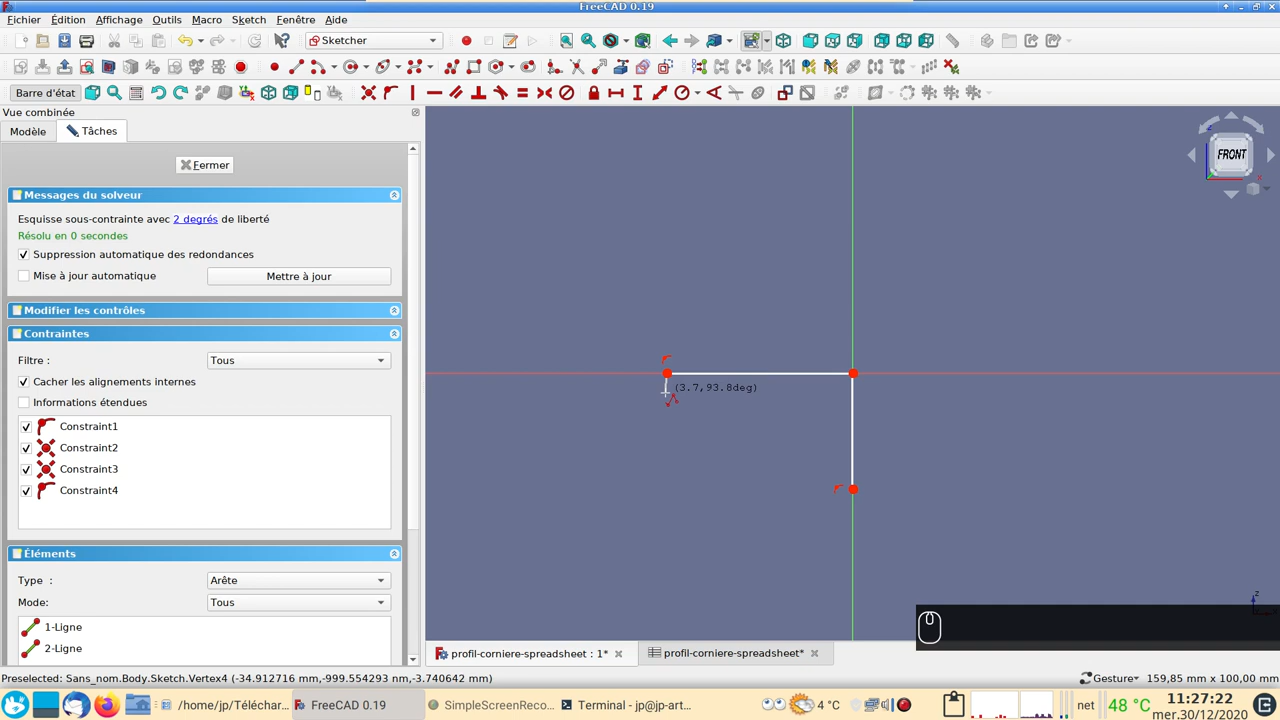 FreeCAD 0.19
Fichier Édition Affichage Outils Macro Sketch Fenêtre Aide
Sketcher
Barre d'état
Vue combinée
Modèle Tâches
Fermer
Messages du solveur
Esquisse sous-contrainte avec 2 degrés de liberté
Résolu en 0 secondes
Suppression automatique des redondances
Mise à jour automatique Mettre à jour
Modifier les contrôles
Contraintes
Filtre : Tous
Cacher les alignements internes
Informations étendues
Constraint1
Constraint2
Constraint3
Constraint4
Éléments
Type : Arête
Mode: Tous
1-Ligne
2-Ligne
(3.7,93.8deg)
FRONT
z
x
z
profil-corniere-spreadsheet : 1* profil-corniere-spreadsheet*
Preselected: Sans_nom.Body.Sketch.Vertex4 (-34.912716 mm,-999.554293 nm,-3.740642 mm) Gesture 159,85 mm x 100,00 mm
/home/jp/Téléchar... FreeCAD 0.19 SimpleScreenReco... Terminal - jp@jp-art... 4 °C net 48 °C 11:27:22
mer.30/12/2020